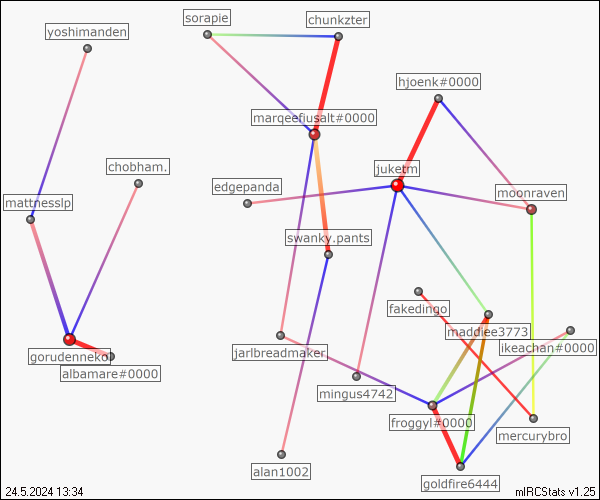 sorapie
chunkzter
yoshimanden
hjoenk#0000
marqeefiusalt#0000
chobham.
juketm
edgepanda
moonraven
mattnesslp
swanky.pants
fakedingo
maddiee3773
ikeachan#0000
gorudenneko
jarlbreadmaker
albamare#0000
mingus4742
froggyl#0000
mercurybro
alan1002
goldfire6444
24.5.2024 13:34
mIRCStats v1.25